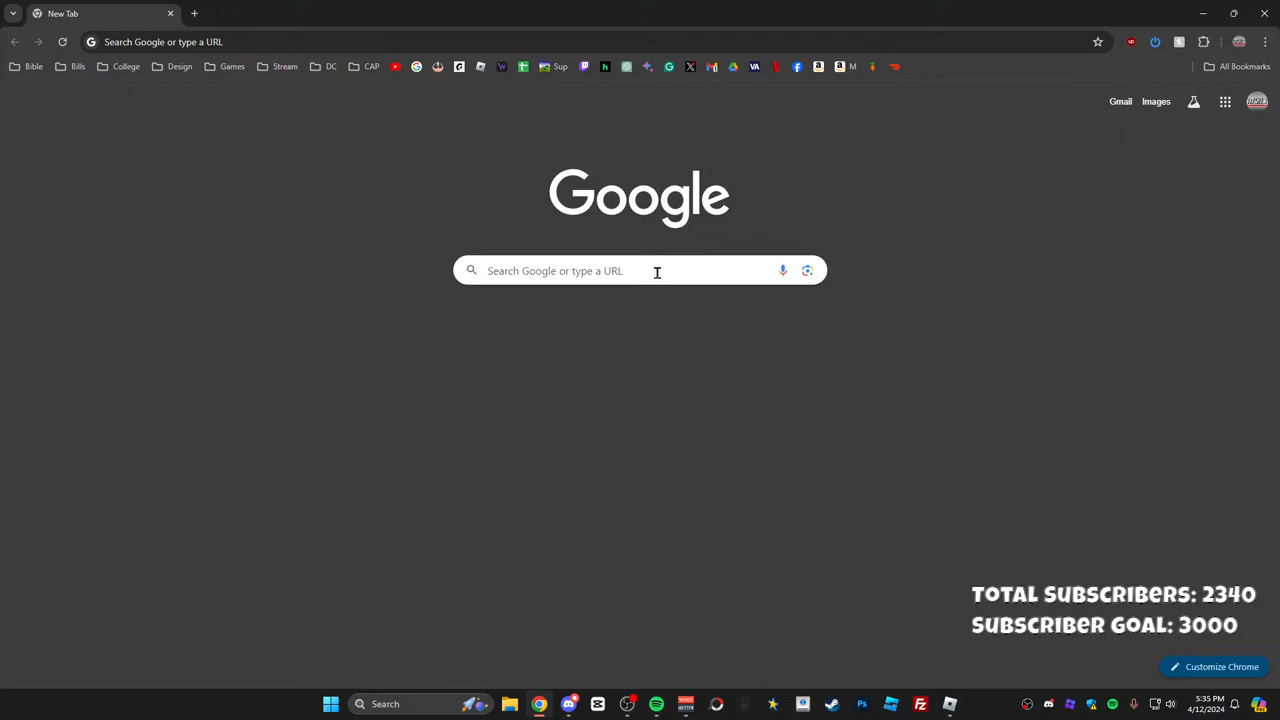 New Tab
Search Google or type a URL
Bible Bills College Design Games Stream DC CAP Sup M All Bookmarks
Gmail Images
Google
Search Google or type a URL
TOTAL SUBSCRIBERS: 2340
SUBSCRIBER GOAL: 3000
Customize Chrome
Search
5:35 PM
4/12/2024